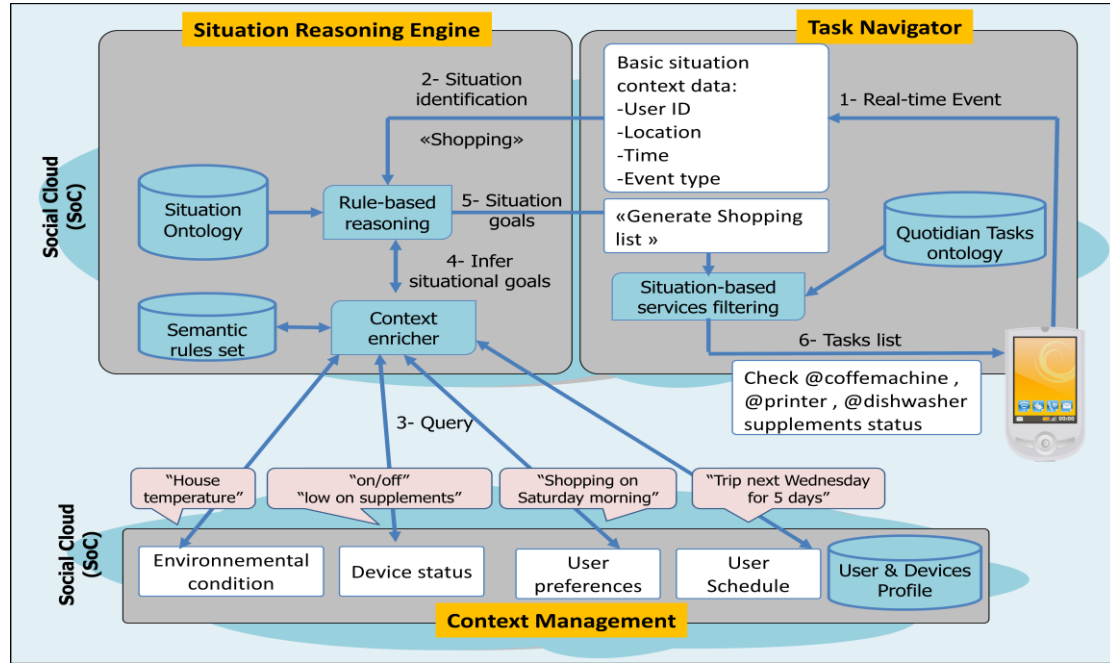 Situation Reasoning Engine
Task Navigator
2- Situation
identification
«Shopping»
Basic situation
context data:
-User ID
-Location
-Time
-Event type
1- Real-time Event
Social Cloud
(SoC)
Situation
Ontology
Rule-based
reasoning
5- Situation
goals
«Generate Shopping
list »
Quotidian Tasks
ontology
4- Infer
situational goals
Situation-based
services filtering
Semantic
rules set
Context
enricher
6- Tasks list
Check @coffemachine ,
@printer , @dishwasher
supplements status
00:00
3- Query
“House
temperature”
“on/off”
“low on supplements”
“Shopping on
Saturday morning”
“Trip next Wednesday
for 5 days”
Social Cloud
(SoC)
Environnemental
condition
Device status
User
preferences
User
Schedule
User & Devices
Profile
Context Management